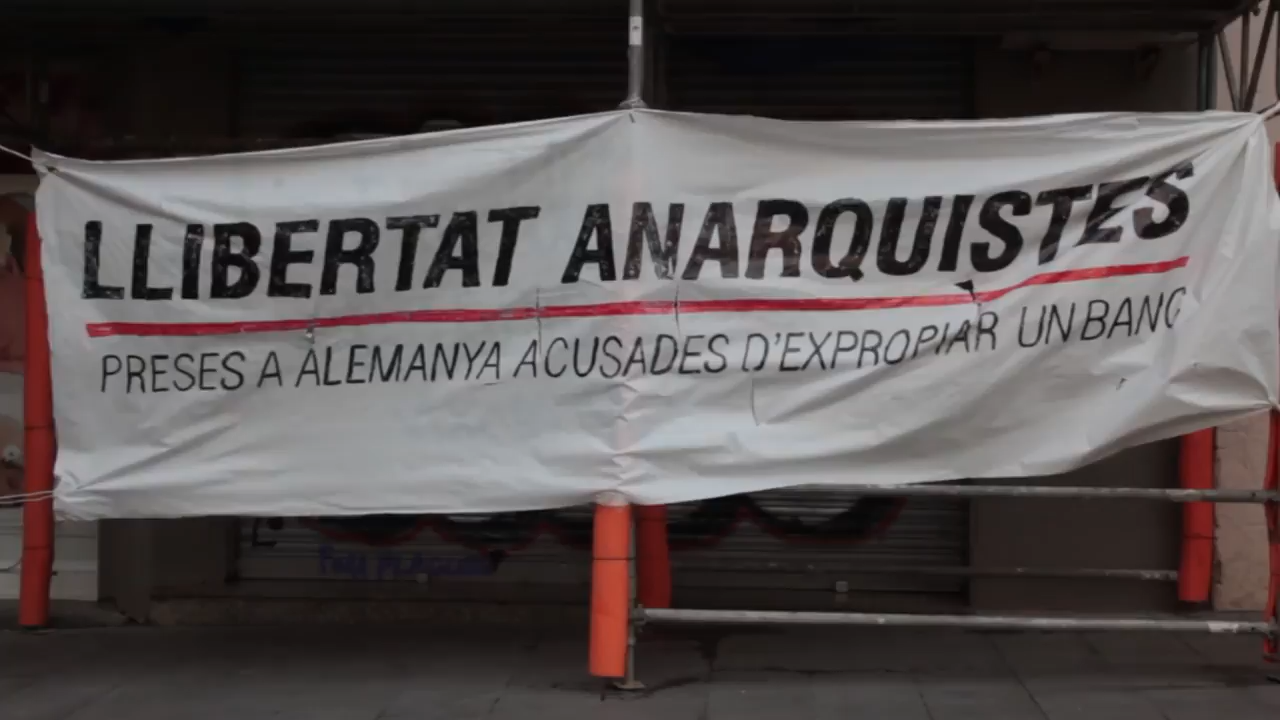 LLIBERTAT ANARQUISTES
PRESES A ALEMANYA ACUSADES D'EXPROPIAR UN BANC